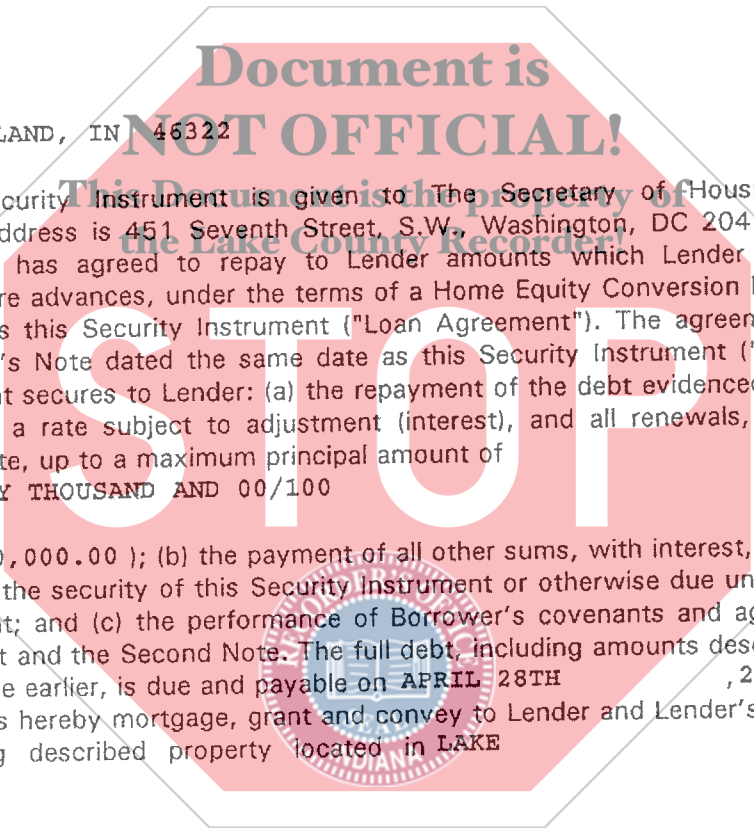 Document is
LAND, IN 46322
NOT OFFICIAL!
This Document is the property of
curity Instrument is given to The Secretary of Hous
the Lake County Recorder!
ddress is 451 Seventh Street, S.W., Washington, DC 204
has agreed to repay to Lender amounts which Lender
re advances, under the terms of a Home Equity Conversion
s this Security Instrument ("Loan Agreement"). The agreen
's Note dated the same date as this Security Instrument ("
t secures to Lender: (a) the repayment of the debt evidenced
a rate subject to adjustment (interest), and all renewals,
te, up to a maximum principal amount of
Y THOUSAND AND 00/100
STOP
0,000.00 ); (b) the payment of all other sums, with interest,
the security of this Security Instrument or otherwise due un
t; and (c) the performance of Borrower's covenants and ag
t and the Second Note. The full debt, including amounts desc
e earlier, is due and payable on APRIL 28TH , 2
s hereby mortgage, grant and convey to Lender and Lender's
g described property located in LAKE
RECORDER'S OFFICE
SEAL
INDIANA